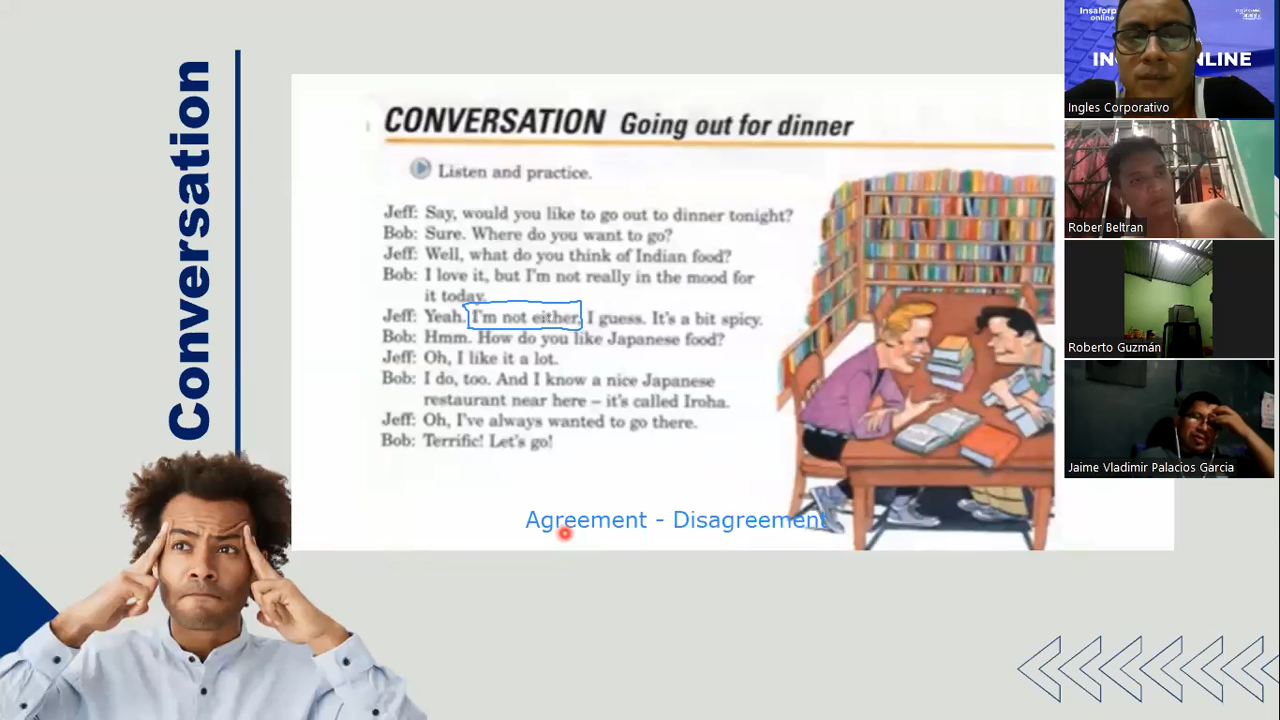 Conversation
CONVERSATION Going out for dinner
Listen and practice.
Jeff: Say, would you like to go out to dinner tonight?
Bob: Sure. Where do you want to go?
Jeff: Well, what do you think of Indian food?
Bob: I love it, but I'm not really in the mood for
it today.
Jeff: Yeah. I'm not either, I guess. It's a bit spicy.
Bob: Hmm. How do you like Japanese food?
Jeff: Oh, I like it a lot.
Bob: I do, too. And I know a nice Japanese
restaurant near here – it's called Iroha.
Jeff: Oh, I've always wanted to go there.
Bob: Terrific! Let's go!
Agreement - Disagreement
Insaforp
online
Ingles Corporativo
Rober Beltran
Roberto Guzmán
Jaime Vladimir Palacios Garcia